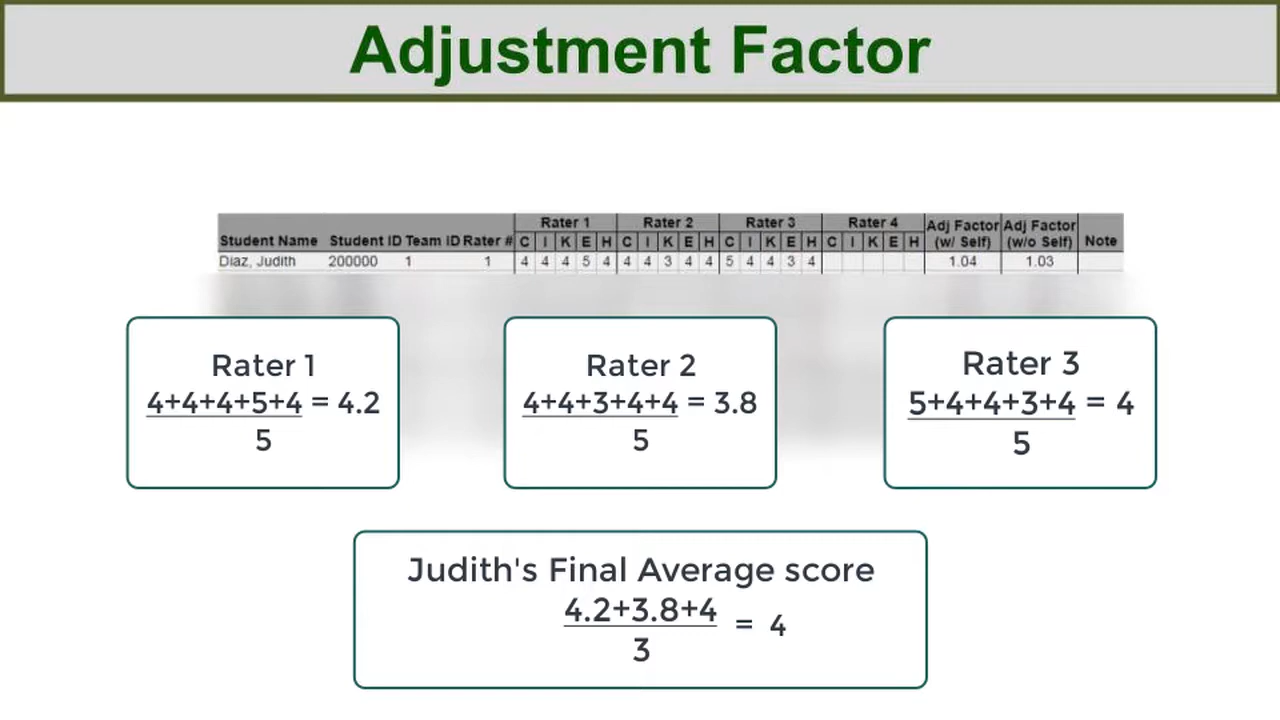 Adjustment Factor
Rater 1 Rater 2 Rater 3 Rater 4 Adj Factor Adj Factor
Student Name Student ID Team ID Rater # C I K E H C I K E H C I K E H C I K E H (w/ Self) (w/o Self) Note
Diaz, Judith 200000 1 1 4 4 4 5 4 4 4 3 4 4 5 4 4 3 4 1.04 1.03
Rater 1
4+4+4+5+4 = 4.2
5
Rater 2
4+4+3+4+4 = 3.8
5
Rater 3
5+4+4+3+4 = 4
5
Judith's Final Average score
4.2+3.8+4 = 4
3